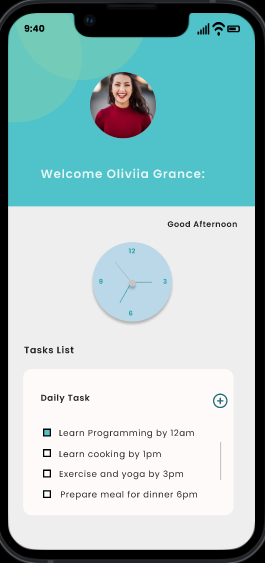 9:40
Welcome Oliviia Grance:
Good Afternoon
12
9 3
6
Tasks List
Daily Task
Learn Programming by 12am
Learn cooking by 1pm
Exercise and yoga by 3pm
Prepare meal for dinner 6pm